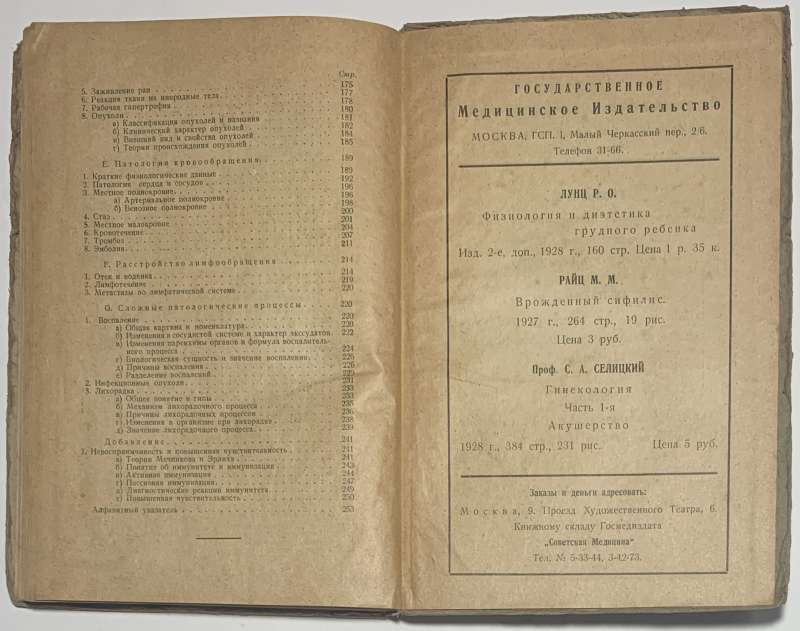 Стр.
175
5. Заживление ран 177
6. Реакция ткани на инородные тела 178
7. Рабочая гипертрофия 180
8. Опухоли 181
а) Классификация опухолей и названия 182
б) Клинический характер опухолей 184
в) Внешний вид и свойства опухолей 185
г) Теории происхождения опухолей
E. Патология кровообращения 189
1. Краткие физиологические данные 189
2. Патология сердца и сосудов 192
3. Местное полнокровие 196
а) Артериальное полнокровие 196
б) Венозное полнокровие 198
4. Стаз 200
5. Местное малокровие 201
6. Кровотечение 204
7. Тромбоз 207
8. Эмболия 211
F. Расстройство лимфообращения 214
1. Отек и водянка 214
2. Лимфотечение 219
3. Метастазы по лимфатической системе 220
G. Сложные патологические процессы 220
1. Воспаление 220
а) Общая картина и номенклатура 220
б) Изменения в сосудистой системе и характер экссудатов 222
в) Изменения паренхимы органов и формула воспалитель-
ного процесса 224
г) Биологическая сущность и значение воспаления 225
д) Причины воспаления 226
е) Разделение воспалений 229
2. Инфекционные опухоли 231
3. Лихорадка 233
а) Общее понятие и типы 233
б) Механизм лихорадочного процесса 235
в) Причины лихорадочных процессов 236
г) Изменения в организме при лихорадке 238
д) Значение лихорадочного процесса 239
Добавление 241
1. Невосприимчивость и повышенная чувствительность 241
а) Теории Мечникова и Эрлиха 241
б) Понятие об иммунитете и иммунизации 243
в) Активная иммунизация 244
г) Пассивная иммунизация 247
д) Диагностические реакции иммунитета 249
е) Повышенная чувствительность 250
Алфавитный указатель 253
ГОСУДАРСТВЕННОЕ
Медицинское Издательство
МОСКВА, ГСП. I, Малый Черкасский пер., 2/6.
Телефон 31-66.
ЛУНЦ Р. О.
Физиология и диэтетика
грудного ребенка
Изд. 2-е, доп., 1928 г., 160 стр. Цена 1 р. 35 к.
РАЙЦ М. М.
Врожденный сифилис.
1927 г., 264 стр., 19 рис.
Цена 3 руб.
Проф. С. А. СЕЛИЦКИЙ
Гинекология
Часть 1-я
Акушерство
1928 г., 384 стр., 231 рис. Цена 5 руб.
Заказы и деньги адресовать:
Москва, 9. Проезд Художественного Театра, 6.
Книжному складу Госмедиздата
„Советская Медицина“
Тел. № 5-33-44, 3-42-73.